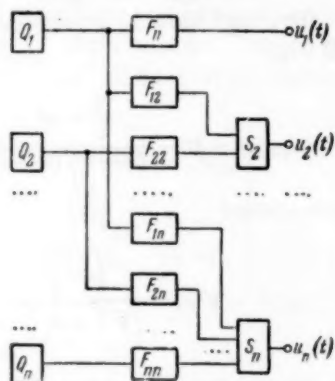 Q₁ F₁₁ u₁(t)
F₁₂
Q₂ F₂₂ S₂ u₂(t)
..... ..... ..... .....
F₁ₙ
F₂ₙ
..... ..... .....
Qₙ Fₙₙ Sₙ uₙ(t)